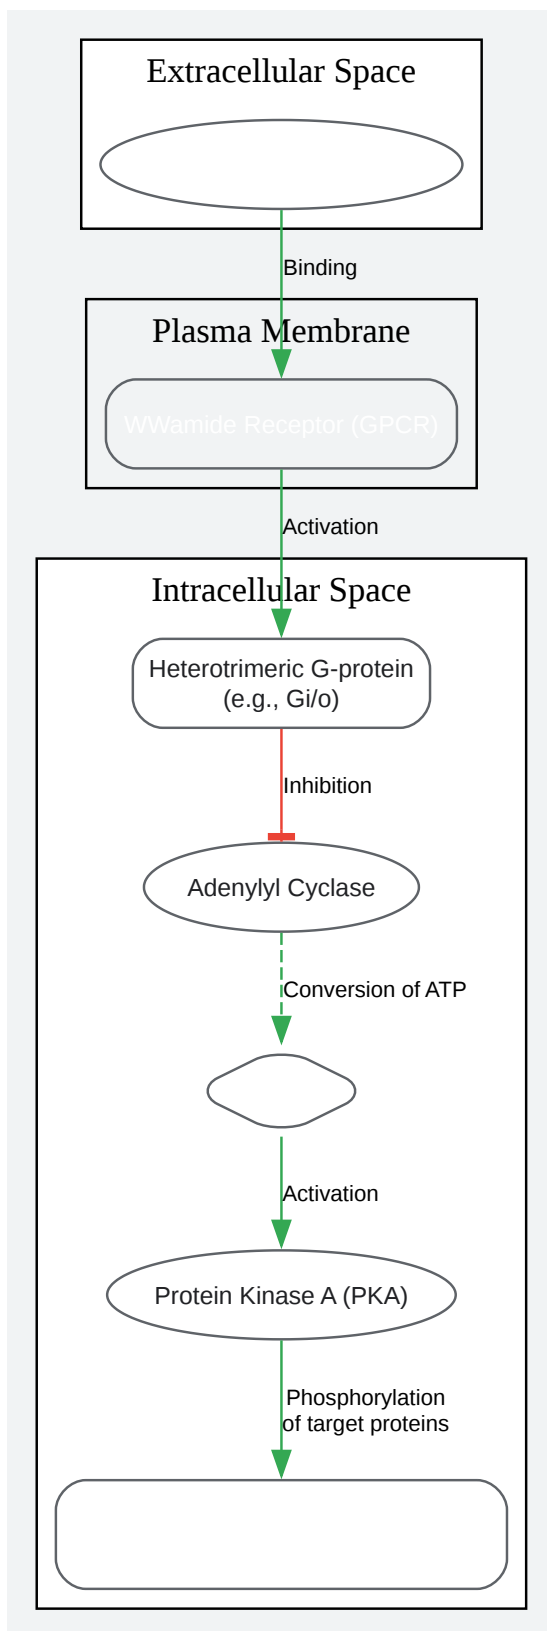 Extracellular Space
Binding
Plasma Membrane
WWamide Receptor (GPCR)
Activation
Intracellular Space
Heterotrimeric G-protein
(e.g., Gi/o)
Inhibition
Adenylyl Cyclase
Conversion of ATP
Activation
Protein Kinase A (PKA)
Phosphorylation
of target proteins